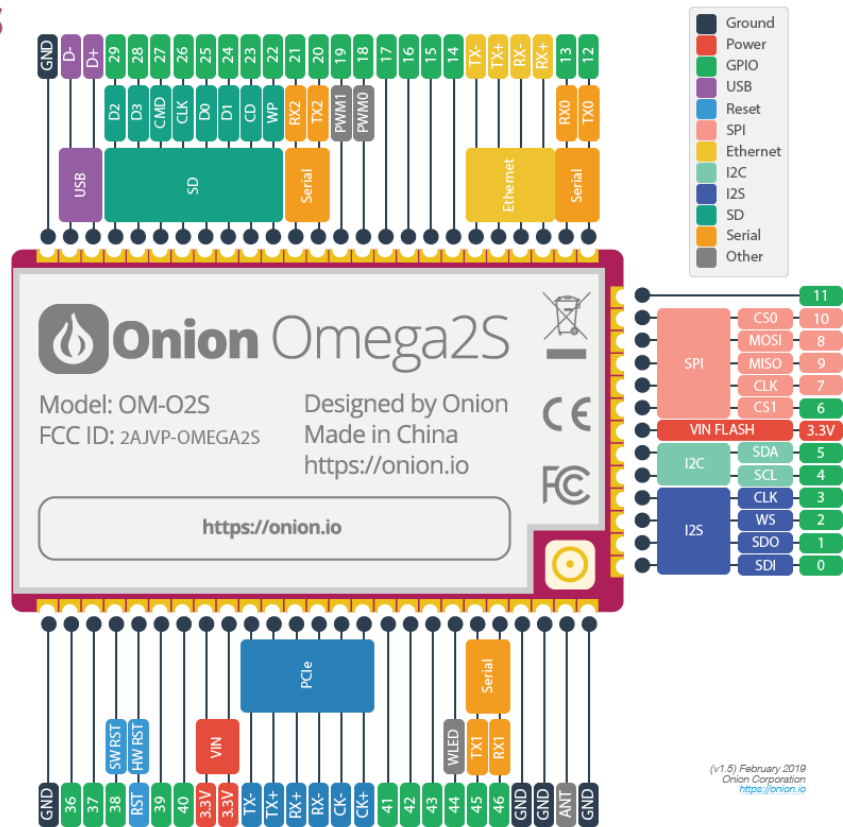 S
GND D- D+ 29 28 27 26 25 24 23 22 21 20 19 18 17 16 15 14 TX- TX+ RX- RX+ 13 12
D2 D3 CMD CLK D0 D1 CD WP RX2 TX2 PWM1 PWM0 RX0 TX0
USB SD Serial Ethernet Serial
Ground
Power
GPIO
USB
Reset
SPI
Ethernet
I2C
I2S
SD
Serial
Other
Onion Omega2S
Model: OM-O2S
FCC ID: 2AJVP-OMEGA2S
Designed by Onion
Made in China
https://onion.io
CE
FC
https://onion.io
11
SPI
CS0 10
MOSI 8
MISO 9
CLK 7
CS1 6
VIN FLASH 3.3V
I2C
SDA 5
SCL 4
I2S
CLK 3
WS 2
SDO 1
SDI 0
PCIe Serial
SW RST HW RST VIN WLED TX1 RX1
GND 36 37 38 RST 39 40 3.3V 3.3V TX- TX+ RX+ RX- CK- CK+ 41 42 43 44 45 46 GND GND ANT GND
(v1.5) February 2019
Onion Corporation
https://onion.io